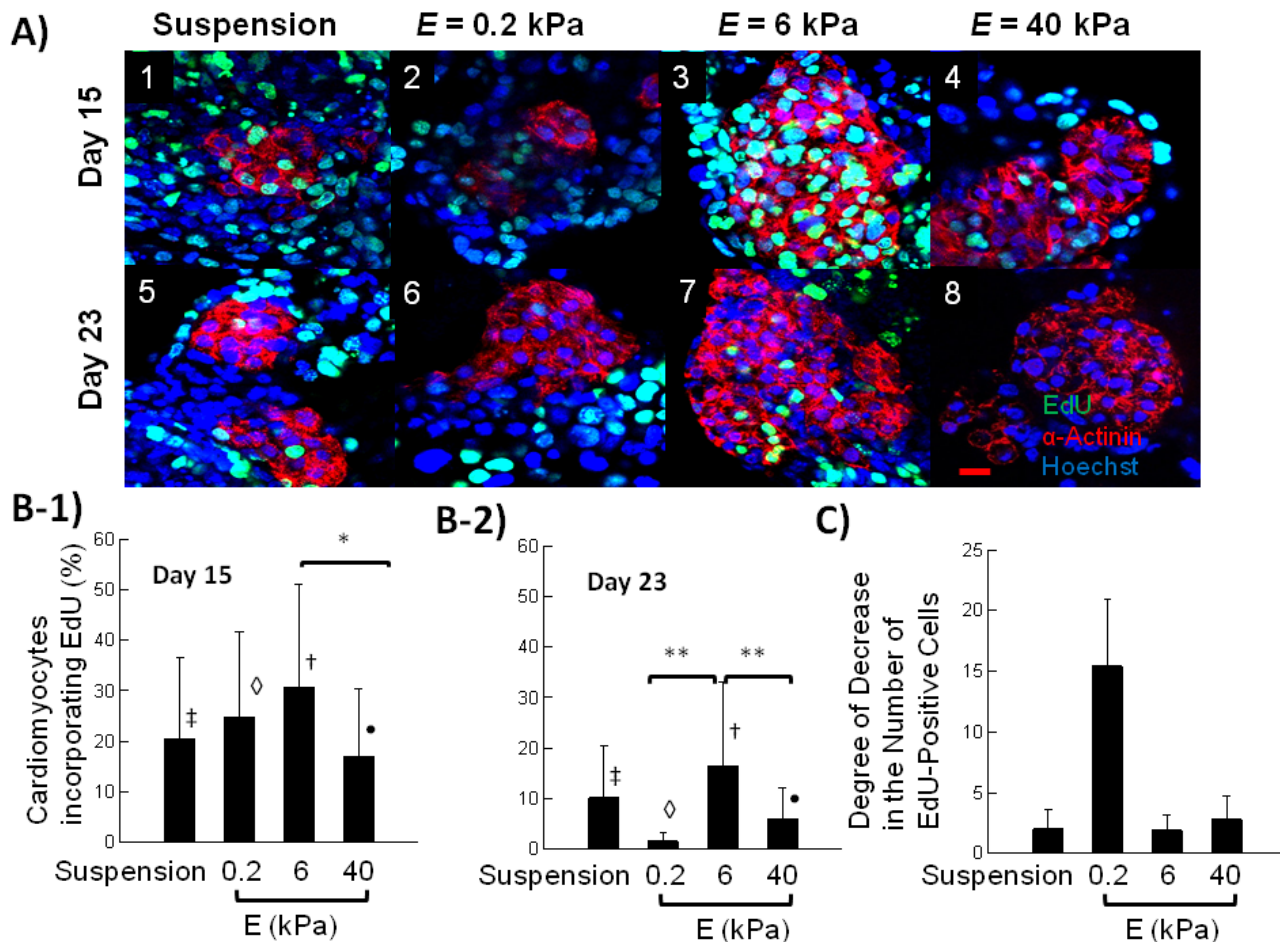 A)
Suspension E = 0.2 kPa E = 6 kPa E = 40 kPa
Day 15
1 2 3 4
Day 23
5 6 7 8
EdU
α-Actinin
Hoechst
B-1)
Cardiomyocytes
incorporating EdU (%)
60
50
40
30
20
10
0
Day 15
*
‡ ◊ † •
Suspension 0.2 6 40
E (kPa)
B-2)
60
50
40
30
20
10
0
Day 23
** **
‡ ◊ † •
Suspension 0.2 6 40
E (kPa)
C)
Degree of Decrease
in the Number of
EdU-Positive Cells
25
20
15
10
5
0
Suspension 0.2 6 40
E (kPa)